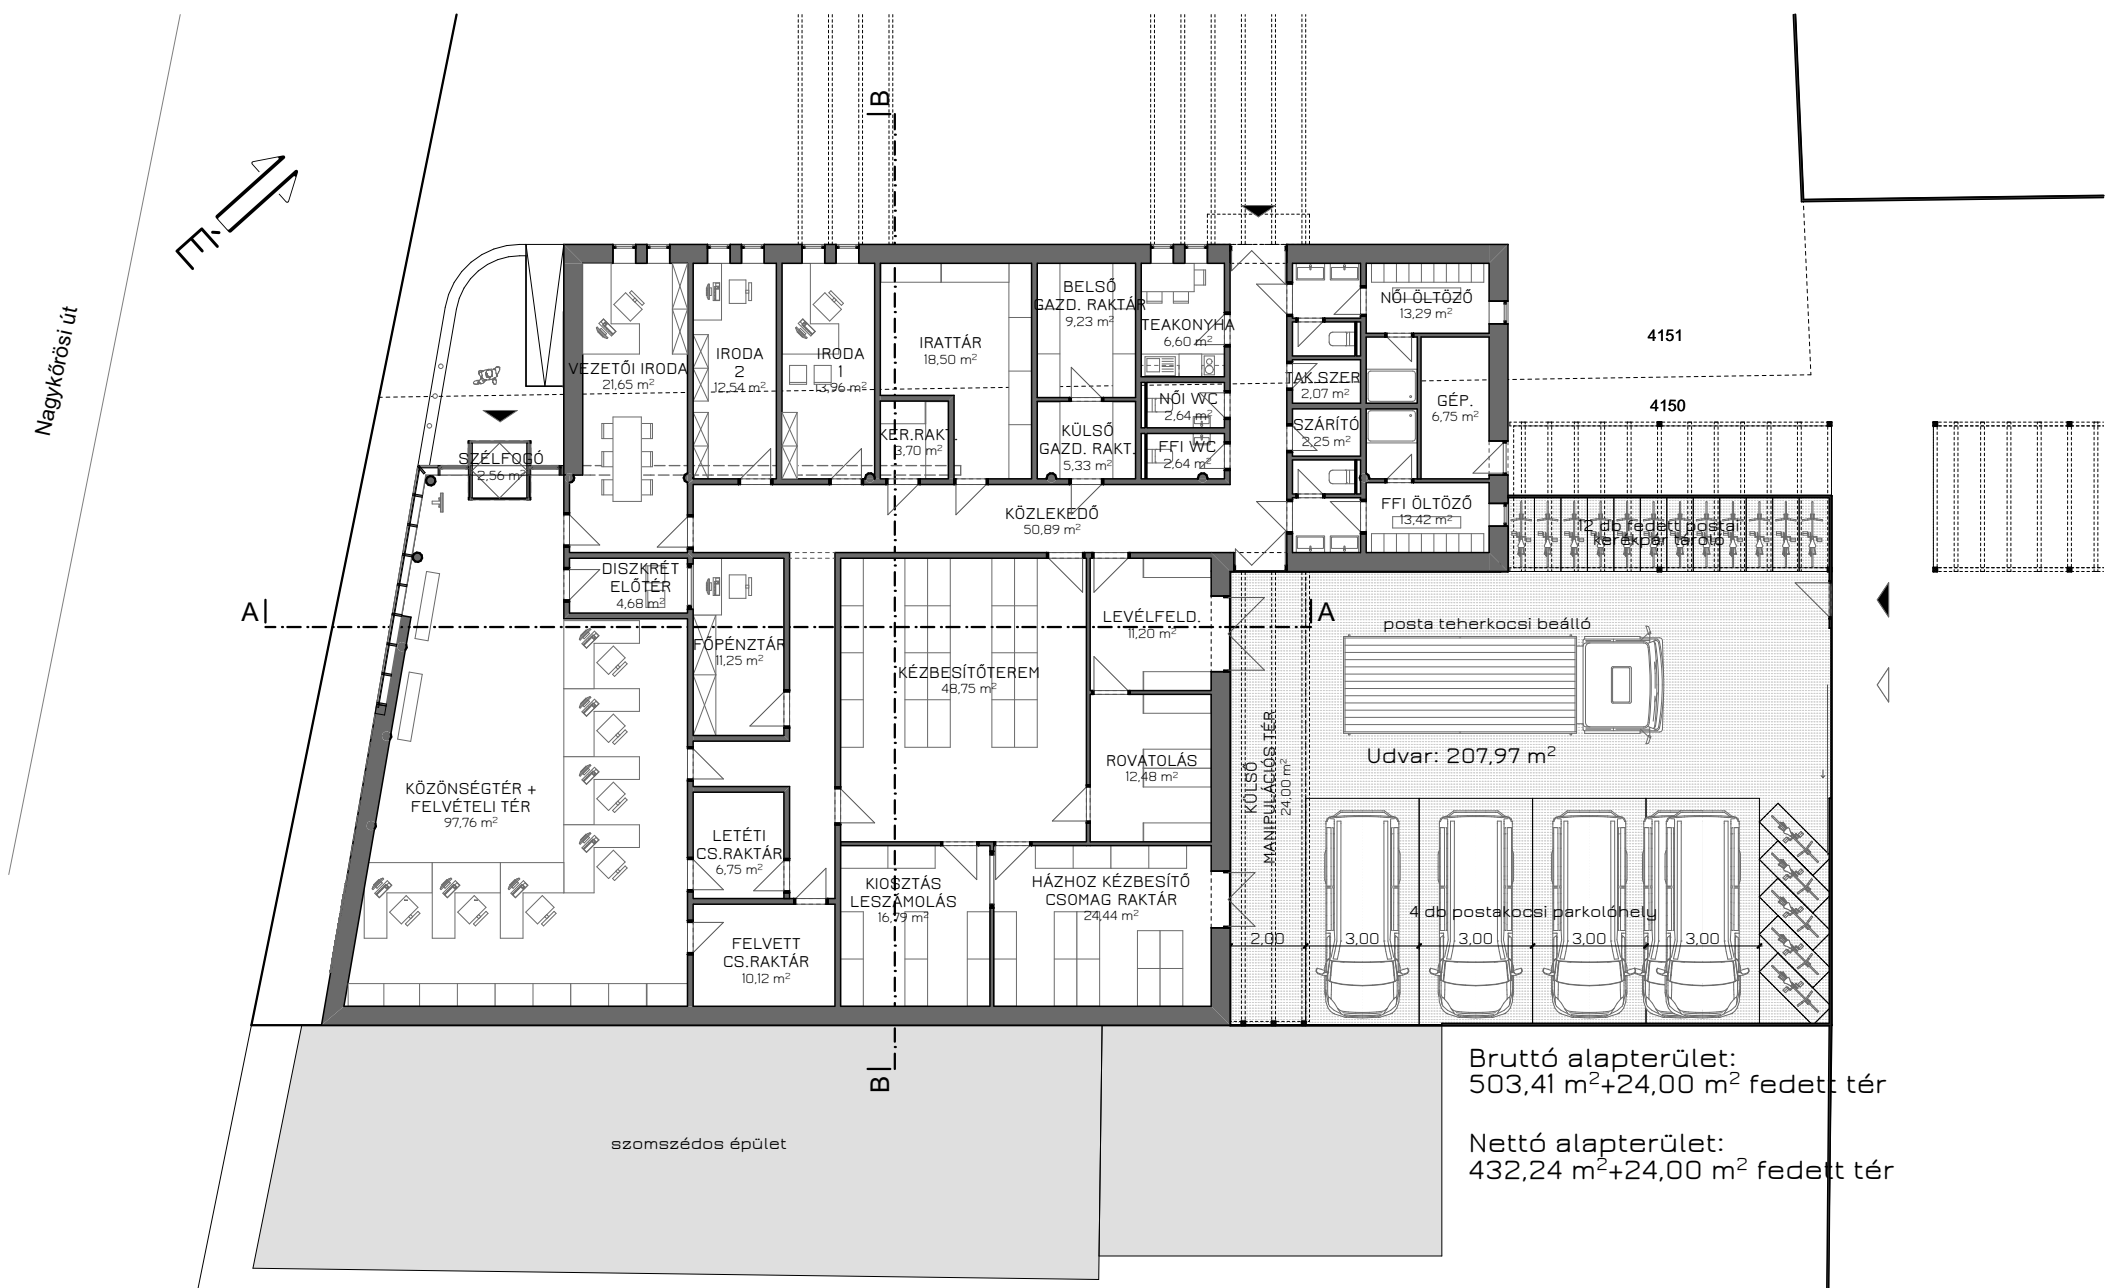 Nagykőrösi út
É
B
VEZETŐI IRODA
21,65 m²
IRODA
2
12,54 m²
IRODA
1
13,96 m²
IRATTÁR
18,50 m²
BELSŐ
GAZD. RAKTÁR
9,23 m²
TEAKONYHA
6,60 m²
NŐI ÖLTÖZŐ
13,29 m²
4151
TAK.SZER
2,07 m²
GÉP.
6,75 m²
4150
NŐI WC
2,64 m²
SZÁRÍTÓ
2,25 m²
KER.RAKT.
3,70 m²
KÜLSŐ
GAZD. RAKT.
5,33 m²
FFI WC
2,64 m²
SZÉLFOGÓ
2,56 m²
KÖZLEKEDŐ
50,89 m²
FFI ÖLTÖZŐ
13,42 m²
12 db fedett postai
kerékpár tároló
DISZKRÉT
ELŐTÉR
4,68 m²
A
A
FŐPÉNZTÁR
11,25 m²
KÉZBESÍTŐTEREM
48,75 m²
LEVÉLFELD.
11,20 m²
posta teherkocsi beálló
ROVATOLÁS
12,48 m²
KÜLSŐ
MANIPULÁCIÓS TÉR
24,00 m²
Udvar: 207,97 m²
KÖZÖNSÉGTÉR +
FELVÉTELI TÉR
97,76 m²
LETÉTI
CS.RAKTÁR
6,75 m²
KIOSZTÁS
LESZÁMOLÁS
16,79 m²
HÁZHOZ KÉZBESÍTŐ
CSOMAG RAKTÁR
24,44 m²
4 db postakocsi parkolóhely
2,00 3,00 3,00 3,00 3,00
FELVETT
CS.RAKTÁR
10,12 m²
B
szomszédos épület
Bruttó alapterület:
503,41 m²+24,00 m² fedett tér
Nettó alapterület:
432,24 m²+24,00 m² fedett tér